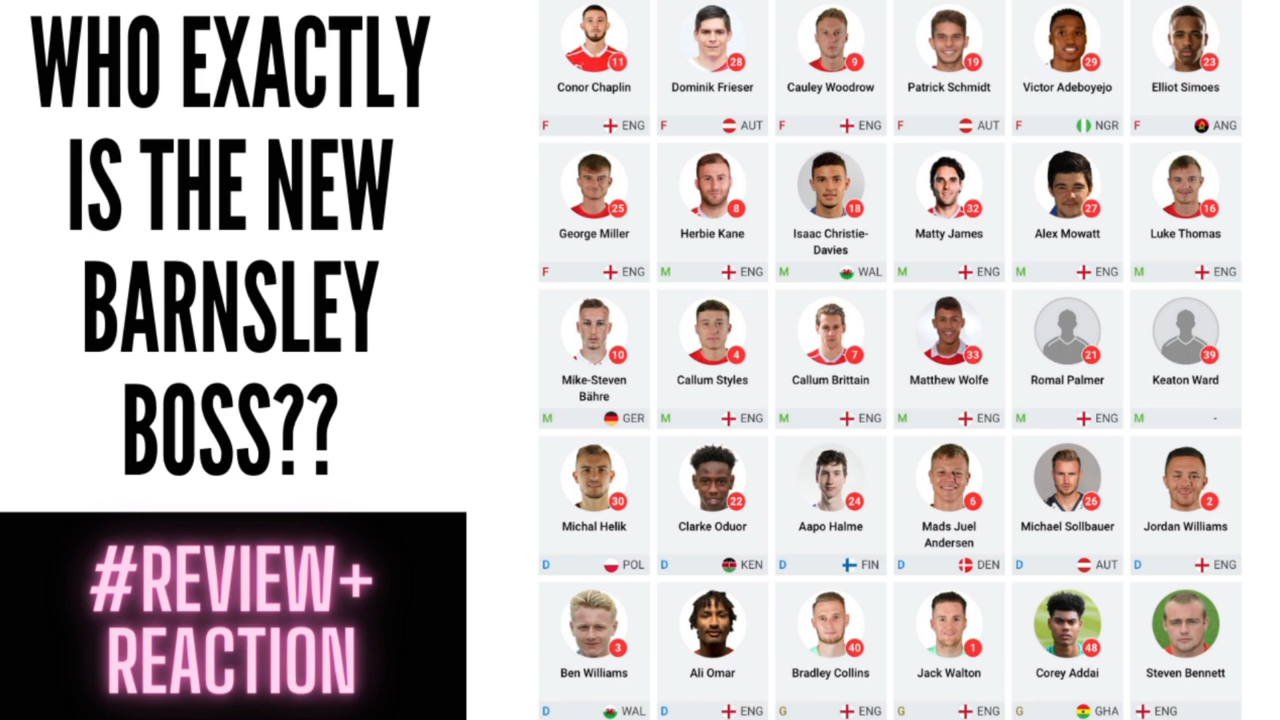 WHO EXACTLY
IS THE NEW
BARNSLEY
BOSS??
#REVIEW+
REACTION
11 28 9 19 29 23
Conor Chaplin Dominik Frieser Cauley Woodrow Patrick Schmidt Victor Adeboyejo Elliot Simoes
F ENG F AUT F ENG F AUT F NGR F ANG
25 8 18 32 27 16
George Miller Herbie Kane Isaac Christie- Matty James Alex Mowatt Luke Thomas
Davies
F ENG M ENG M WAL M ENG M ENG M ENG
10 4 7 33 21 39
Mike-Steven Callum Styles Callum Brittain Matthew Wolfe Romal Palmer Keaton Ward
Bähre
M GER M ENG M ENG M ENG M ENG M -
30 22 24 6 26 2
Michal Helik Clarke Oduor Aapo Halme Mads Juel Michael Sollbauer Jordan Williams
Andersen
D POL D KEN D FIN D DEN D AUT D ENG
3 40 1 48
Ben Williams Ali Omar Bradley Collins Jack Walton Corey Addai Steven Bennett
D WAL D ENG G ENG G ENG G GHA ENG